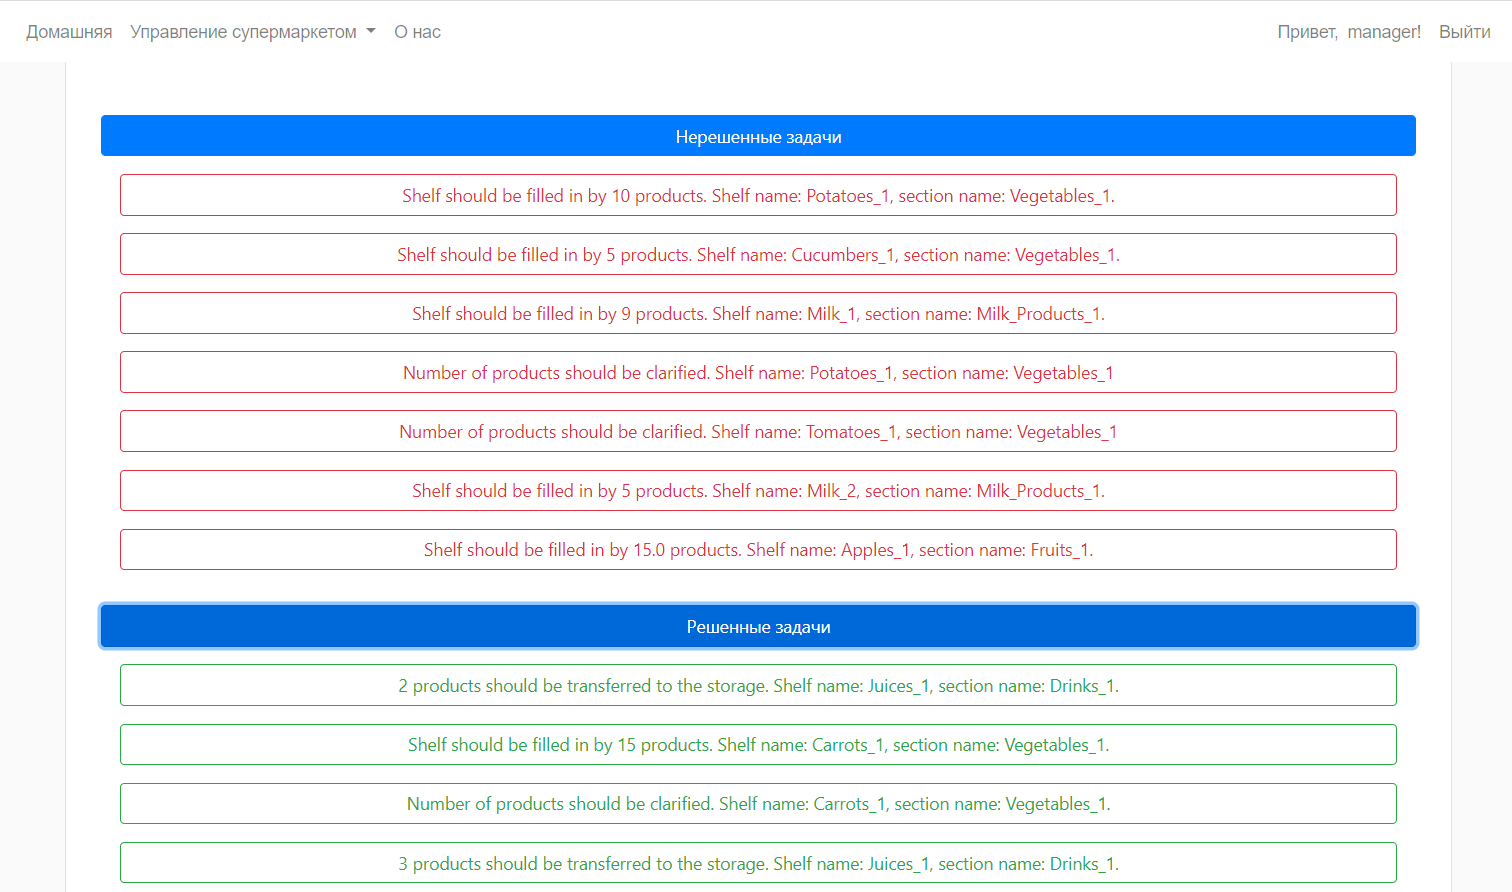 Домашняя Управление супермаркетом О нас Привет, manager! Выйти
Нерешенные задачи
Shelf should be filled in by 10 products. Shelf name: Potatoes_1, section name: Vegetables_1.
Shelf should be filled in by 5 products. Shelf name: Cucumbers_1, section name: Vegetables_1.
Shelf should be filled in by 9 products. Shelf name: Milk_1, section name: Milk_Products_1.
Number of products should be clarified. Shelf name: Potatoes_1, section name: Vegetables_1
Number of products should be clarified. Shelf name: Tomatoes_1, section name: Vegetables_1
Shelf should be filled in by 5 products. Shelf name: Milk_2, section name: Milk_Products_1.
Shelf should be filled in by 15.0 products. Shelf name: Apples_1, section name: Fruits_1.
Решенные задачи
2 products should be transferred to the storage. Shelf name: Juices_1, section name: Drinks_1.
Shelf should be filled in by 15 products. Shelf name: Carrots_1, section name: Vegetables_1.
Number of products should be clarified. Shelf name: Carrots_1, section name: Vegetables_1.
3 products should be transferred to the storage. Shelf name: Juices_1, section name: Drinks_1.